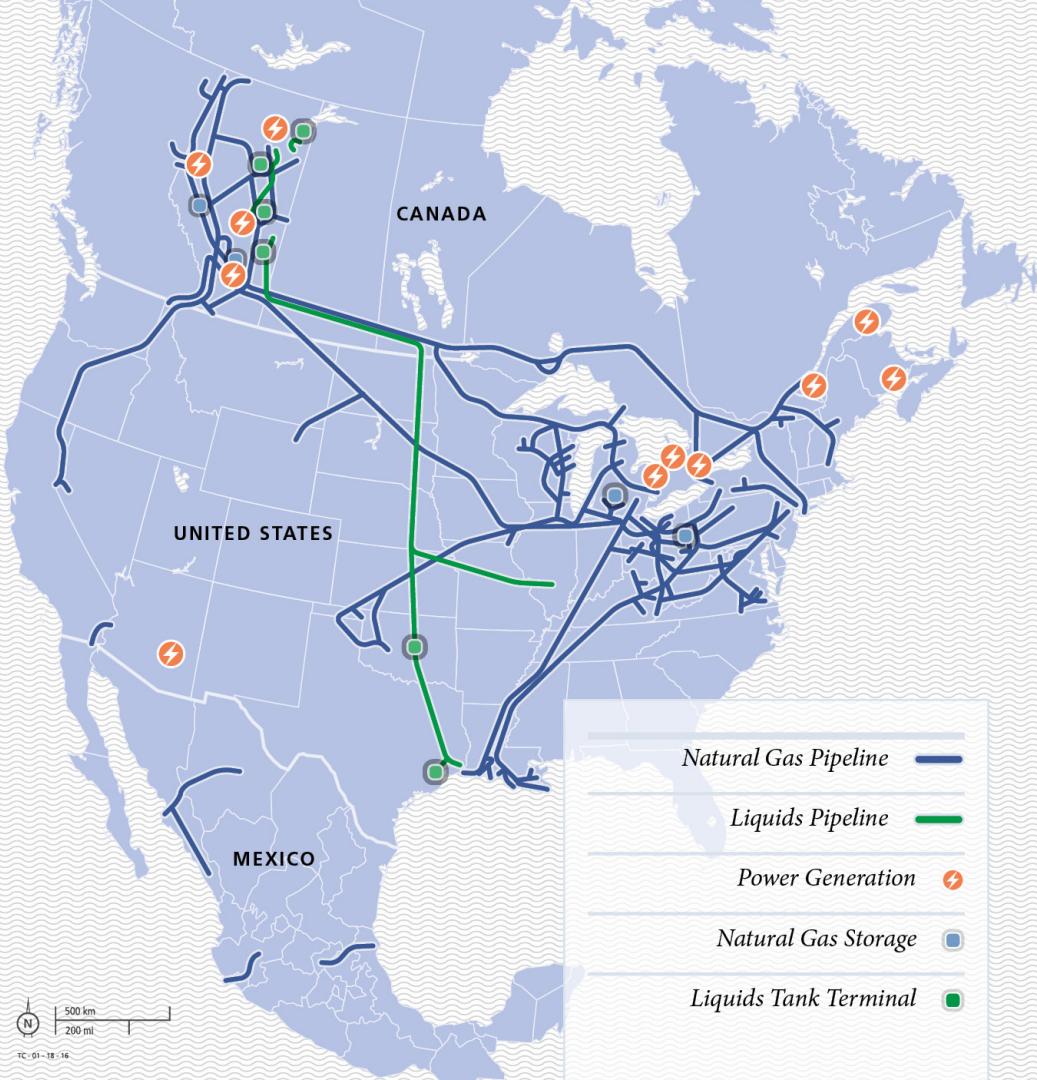 CANADA
UNITED STATES
MEXICO
Natural Gas Pipeline
Liquids Pipeline
Power Generation
Natural Gas Storage
Liquids Tank Terminal
500 km
N
200 mi
TC - 01 - 18 - 16